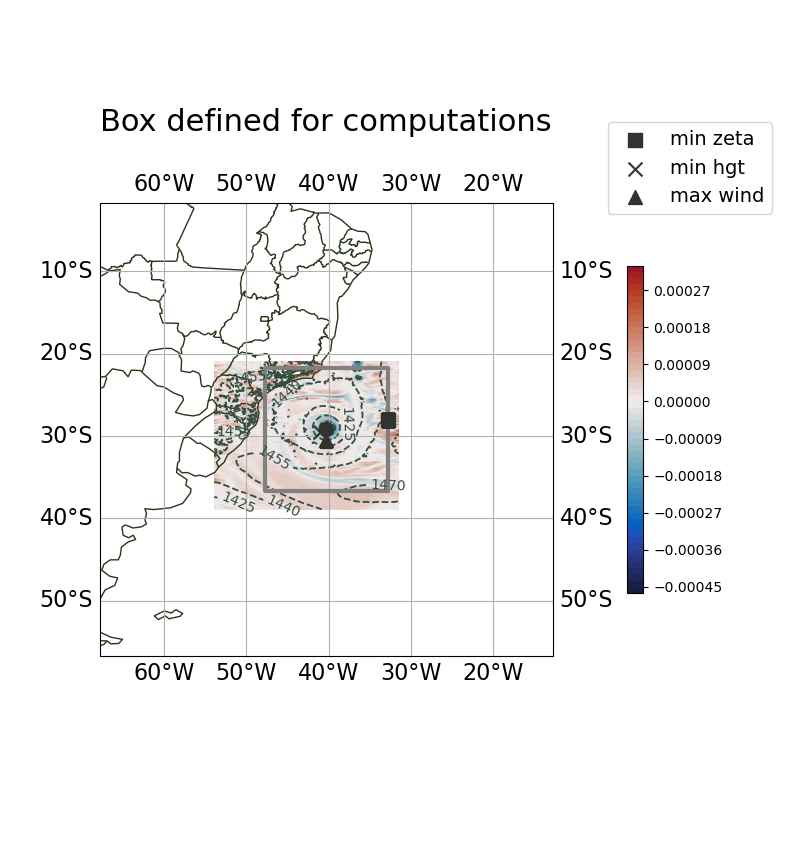 Box defined for computations
min zeta
min hgt
max wind
60°W 50°W 40°W 30°W 20°W
10°S 10°S
20°S 20°S
30°S 30°S
40°S 40°S
50°S 50°S
60°W 50°W 40°W 30°W 20°W
0.00027
0.00018
0.00009
0.00000
−0.00009
−0.00018
−0.00027
−0.00036
−0.00045
1425
1455
1470
1425
1440